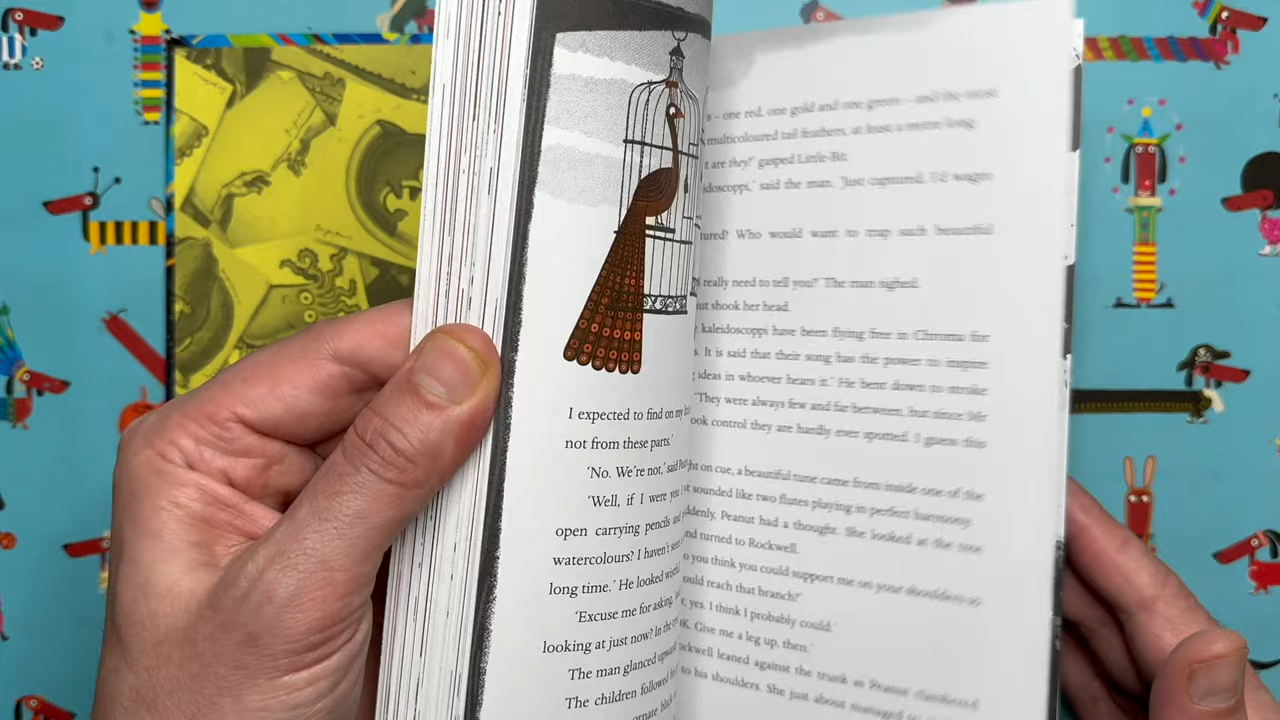 I expected to find on my
not from these parts.'
'No. We're not,' said
'Well, if I were you
open carrying pencils and
watercolours? I haven't seen
long time.' He looked
'Excuse me for asking,
looking at just now? In the
The man glanced
The children followed
ornate
s – one red, one gold and one green – and the most
multicoloured tail feathers, at least a metre long.
t are they?' gasped Little-Bit.
idoscoppi,' said the man. 'Just captured, I'd wager
tured? Who would want to trap such beautiful
I really need to tell you?' The man sighed.
ut shook her head.
kaleidoscoppi have been flying free in Chroma for
s. It is said that their song has the power to inspire
ideas in whoever hears it.' He bent down to stroke
'They were always few and far between, but since Mr
ook control they are hardly ever spotted. I guess this
ht on cue, a beautiful tune came from inside one of the
sounded like two flutes playing in perfect harmony.
ddenly, Peanut had a thought. She looked at the tree
nd turned to Rockwell.
o you think you could support me on your shoulders so
ould reach that branch?'
r, yes. I think I probably could.'
K. Give me a leg up, then.'
ockwell leaned against the trunk as Peanut clambered
to his shoulders. She just about managed to